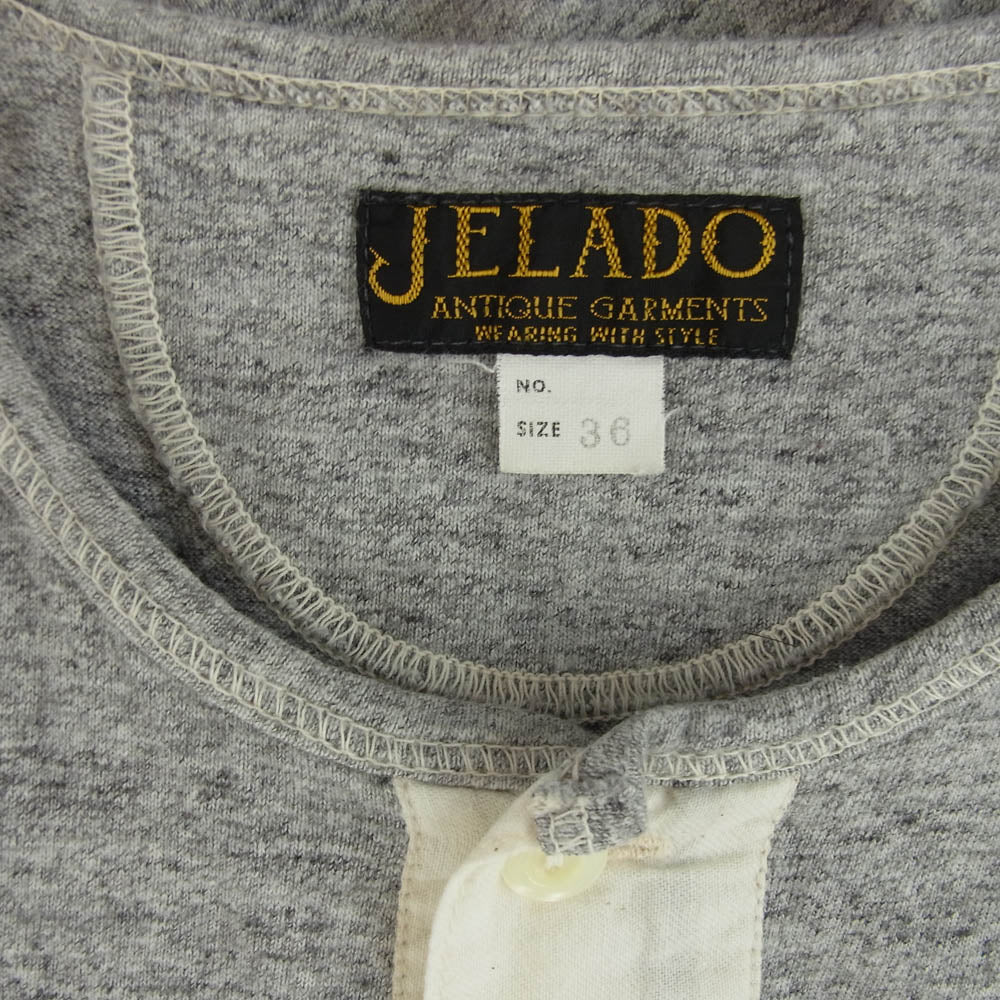 JELADO
ANTIQUE GARMENTS
WEARING WITH STYLE
NO.
SIZE 36